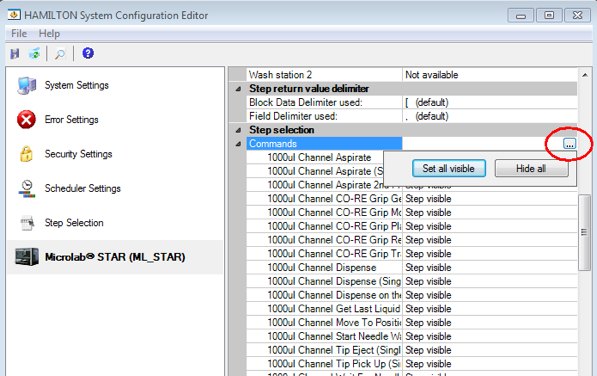 HAMILTON System Configuration Editor
File Help
System Settings
Error Settings
Security Settings
Scheduler Settings
Step Selection
Microlab® STAR (ML_STAR)
Wash station 2 Not available
Step return value delimiter
Block Data Delimiter used: [ (default)
Field Delimiter used: , (default)
Step selection
Commands ...
Set all visible Hide all
1000ul Channel Aspirate
1000ul Channel Aspirate (S
1000ul Channel Aspirate 2nd Step visible
1000ul Channel CO-RE Grip Ge Step visible
1000ul Channel CO-RE Grip Mo Step visible
1000ul Channel CO-RE Grip Pla Step visible
1000ul Channel CO-RE Grip Re Step visible
1000ul Channel CO-RE Grip Tra Step visible
1000ul Channel Dispense Step visible
1000ul Channel Dispense (Sing Step visible
1000ul Channel Dispense on the Step visible
1000ul Channel Get Last Liquid Step visible
1000ul Channel Move To Positio Step visible
1000ul Channel Start Needle Wa Step visible
1000ul Channel Tip Eject (Singl Step visible
1000ul Channel Tip Pick Up (Sin Step visible